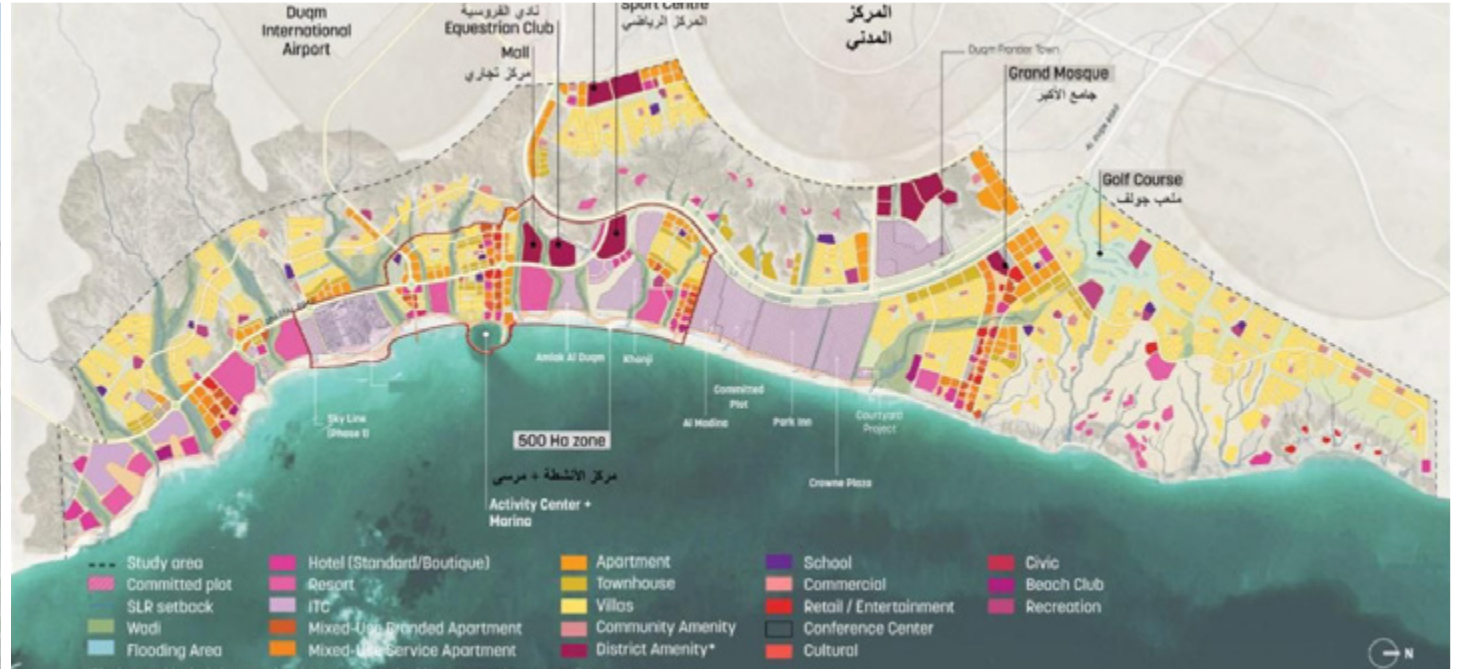 Duqm
International
Airport
نادي الفروسية
Equestrian Club
Mall
مركز تجاري
Sport Centre
المركز الرياضي
المركز
المدني
Duqm Frontier Town
Grand Mosque
جامع الأكبر
Golf Course
ملعب جولف
Sky Line
(Phase 1)
Amlak Al Duqm
Khonji
500 Ha zone
مركز الأنشطة + مرسى
Activity Center +
Marina
Al Madina
Committed
Plot
Park Inn
Crowne Plaza
Courtyard
Project
Study area
Committed plot
SLR setback
Wadi
Flooding Area
Hotel (Standard/Boutique)
Resort
ITC
Mixed-Use Branded Apartment
Mixed-Use Service Apartment
Apartment
Townhouse
Villas
Community Amenity
District Amenity*
School
Commercial
Retail / Entertainment
Conference Center
Cultural
Civic
Beach Club
Recreation
N